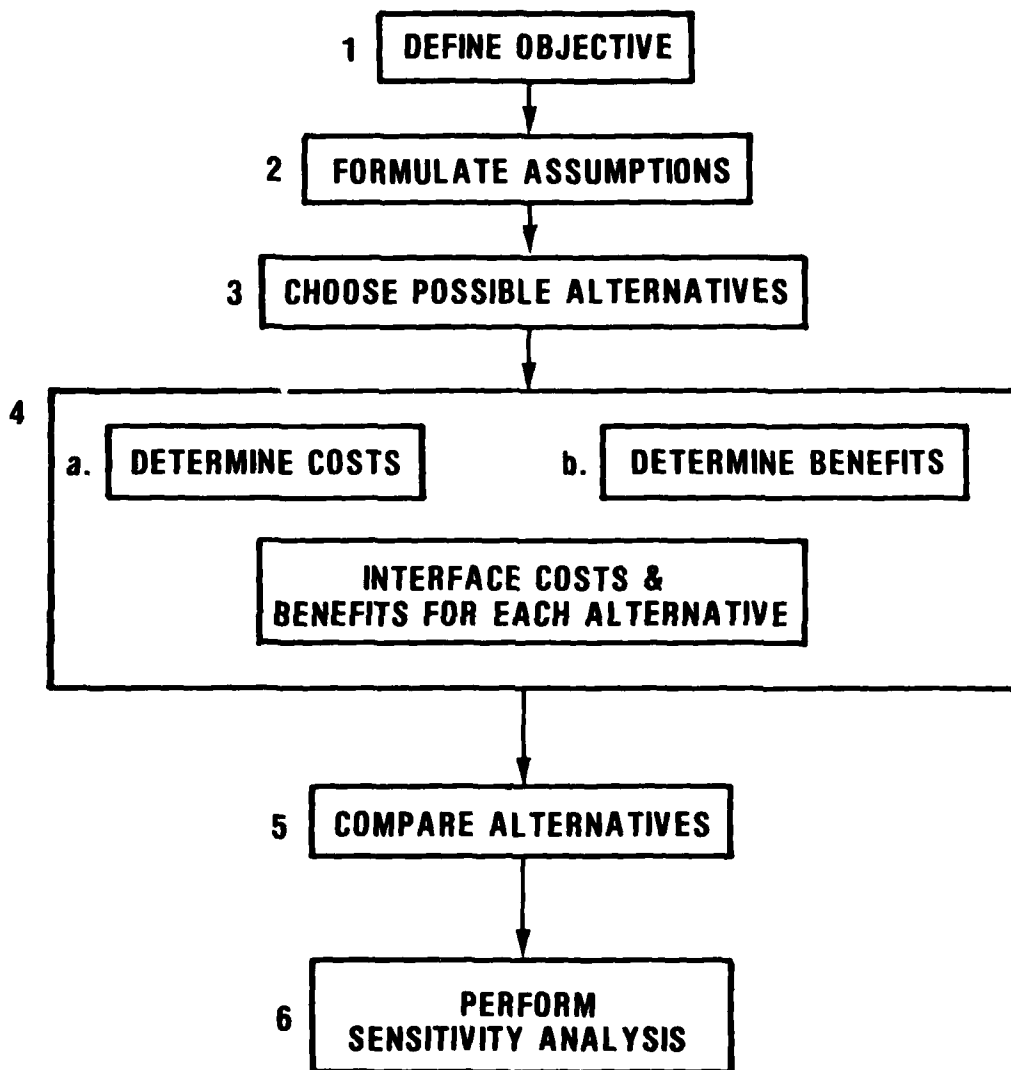 1 DEFINE OBJECTIVE
2 FORMULATE ASSUMPTIONS
3 CHOOSE POSSIBLE ALTERNATIVES
4
a. DETERMINE COSTS
b. DETERMINE BENEFITS
INTERFACE COSTS &
BENEFITS FOR EACH ALTERNATIVE
5 COMPARE ALTERNATIVES
6
PERFORM
SENSITIVITY ANALYSIS